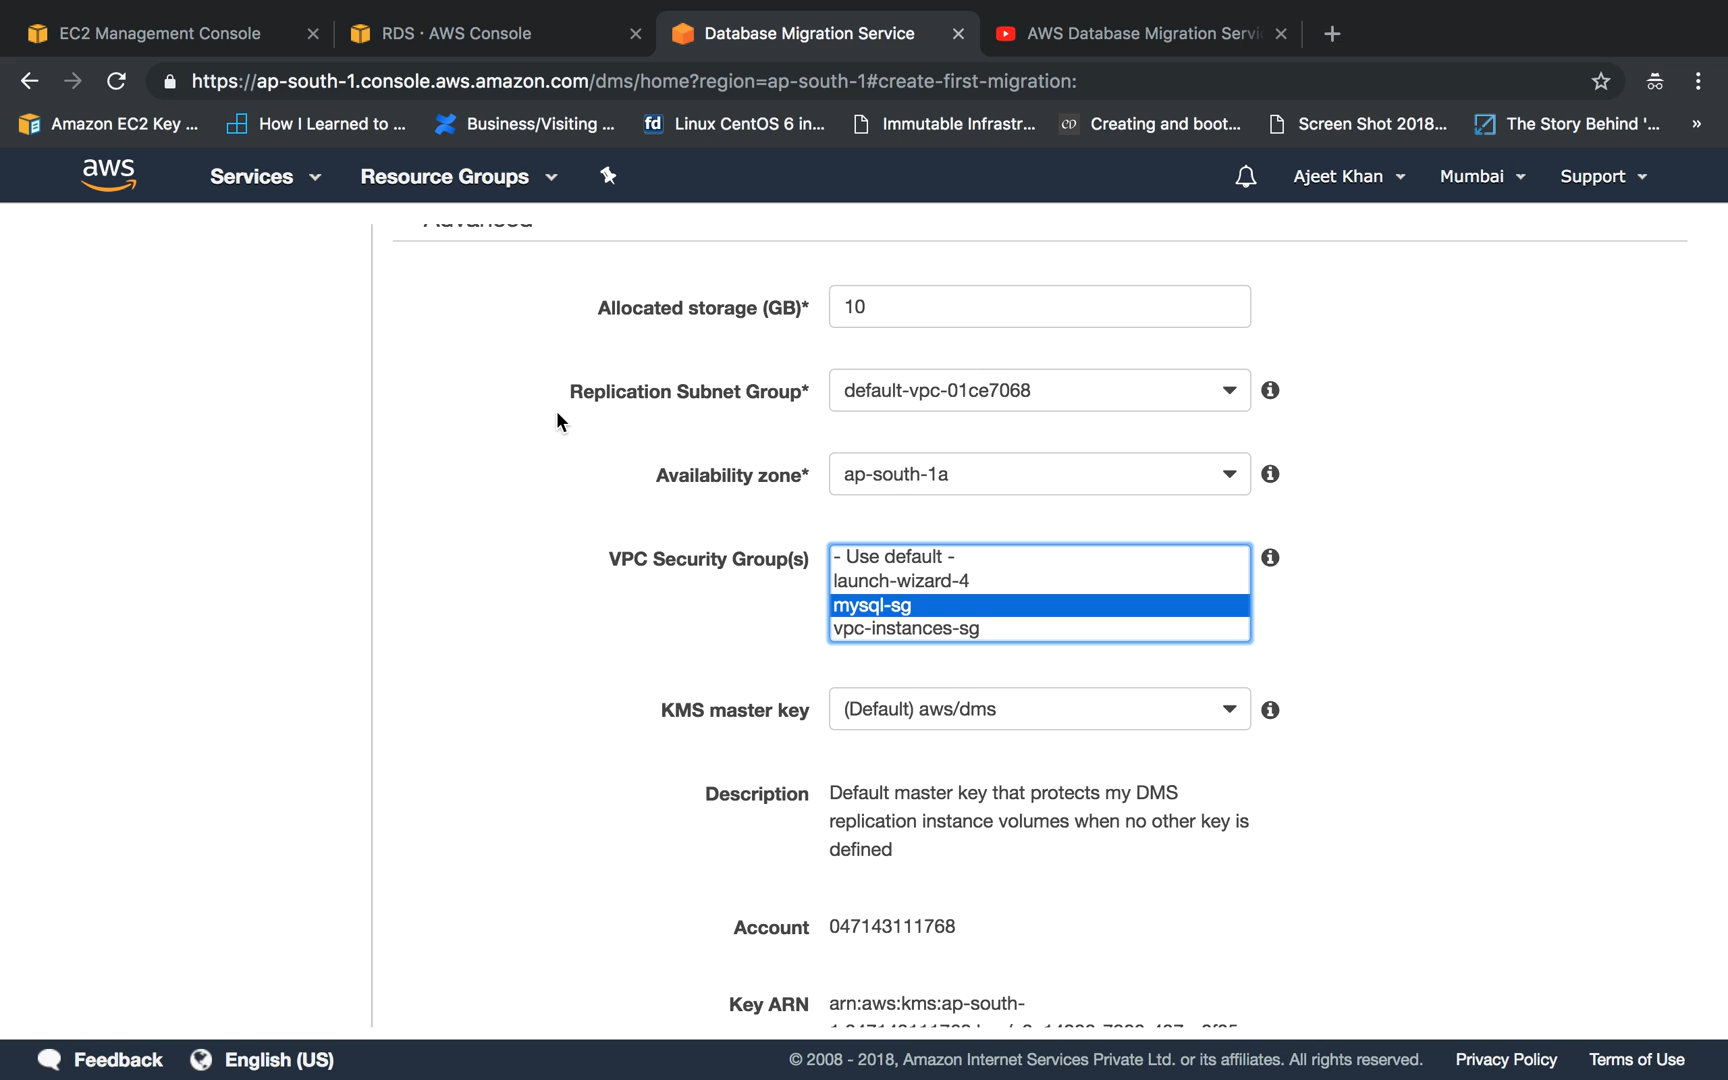 EC2 Management Console
RDS · AWS Console
Database Migration Service
AWS Database Migration Servi
https://ap-south-1.console.aws.amazon.com/dms/home?region=ap-south-1#create-first-migration:
Amazon EC2 Key ...
How I Learned to ...
Business/Visiting ...
fd
Linux CentOS 6 in...
Immutable Infrastr...
CD
Creating and boot...
Screen Shot 2018...
The Story Behind '...
»
aws
Services
Resource Groups
Ajeet Khan
Mumbai
Support
Advanced
Allocated storage (GB)*
10
Replication Subnet Group*
default-vpc-01ce7068
Availability zone*
ap-south-1a
VPC Security Group(s)
- Use default -
launch-wizard-4
mysql-sg
vpc-instances-sg
KMS master key
(Default) aws/dms
Description
Default master key that protects my DMS
replication instance volumes when no other key is
defined
Account
047143111768
Key ARN
arn:aws:kms:ap-south-
Feedback
English (US)
© 2008 - 2018, Amazon Internet Services Private Ltd. or its affiliates. All rights reserved.
Privacy Policy
Terms of Use